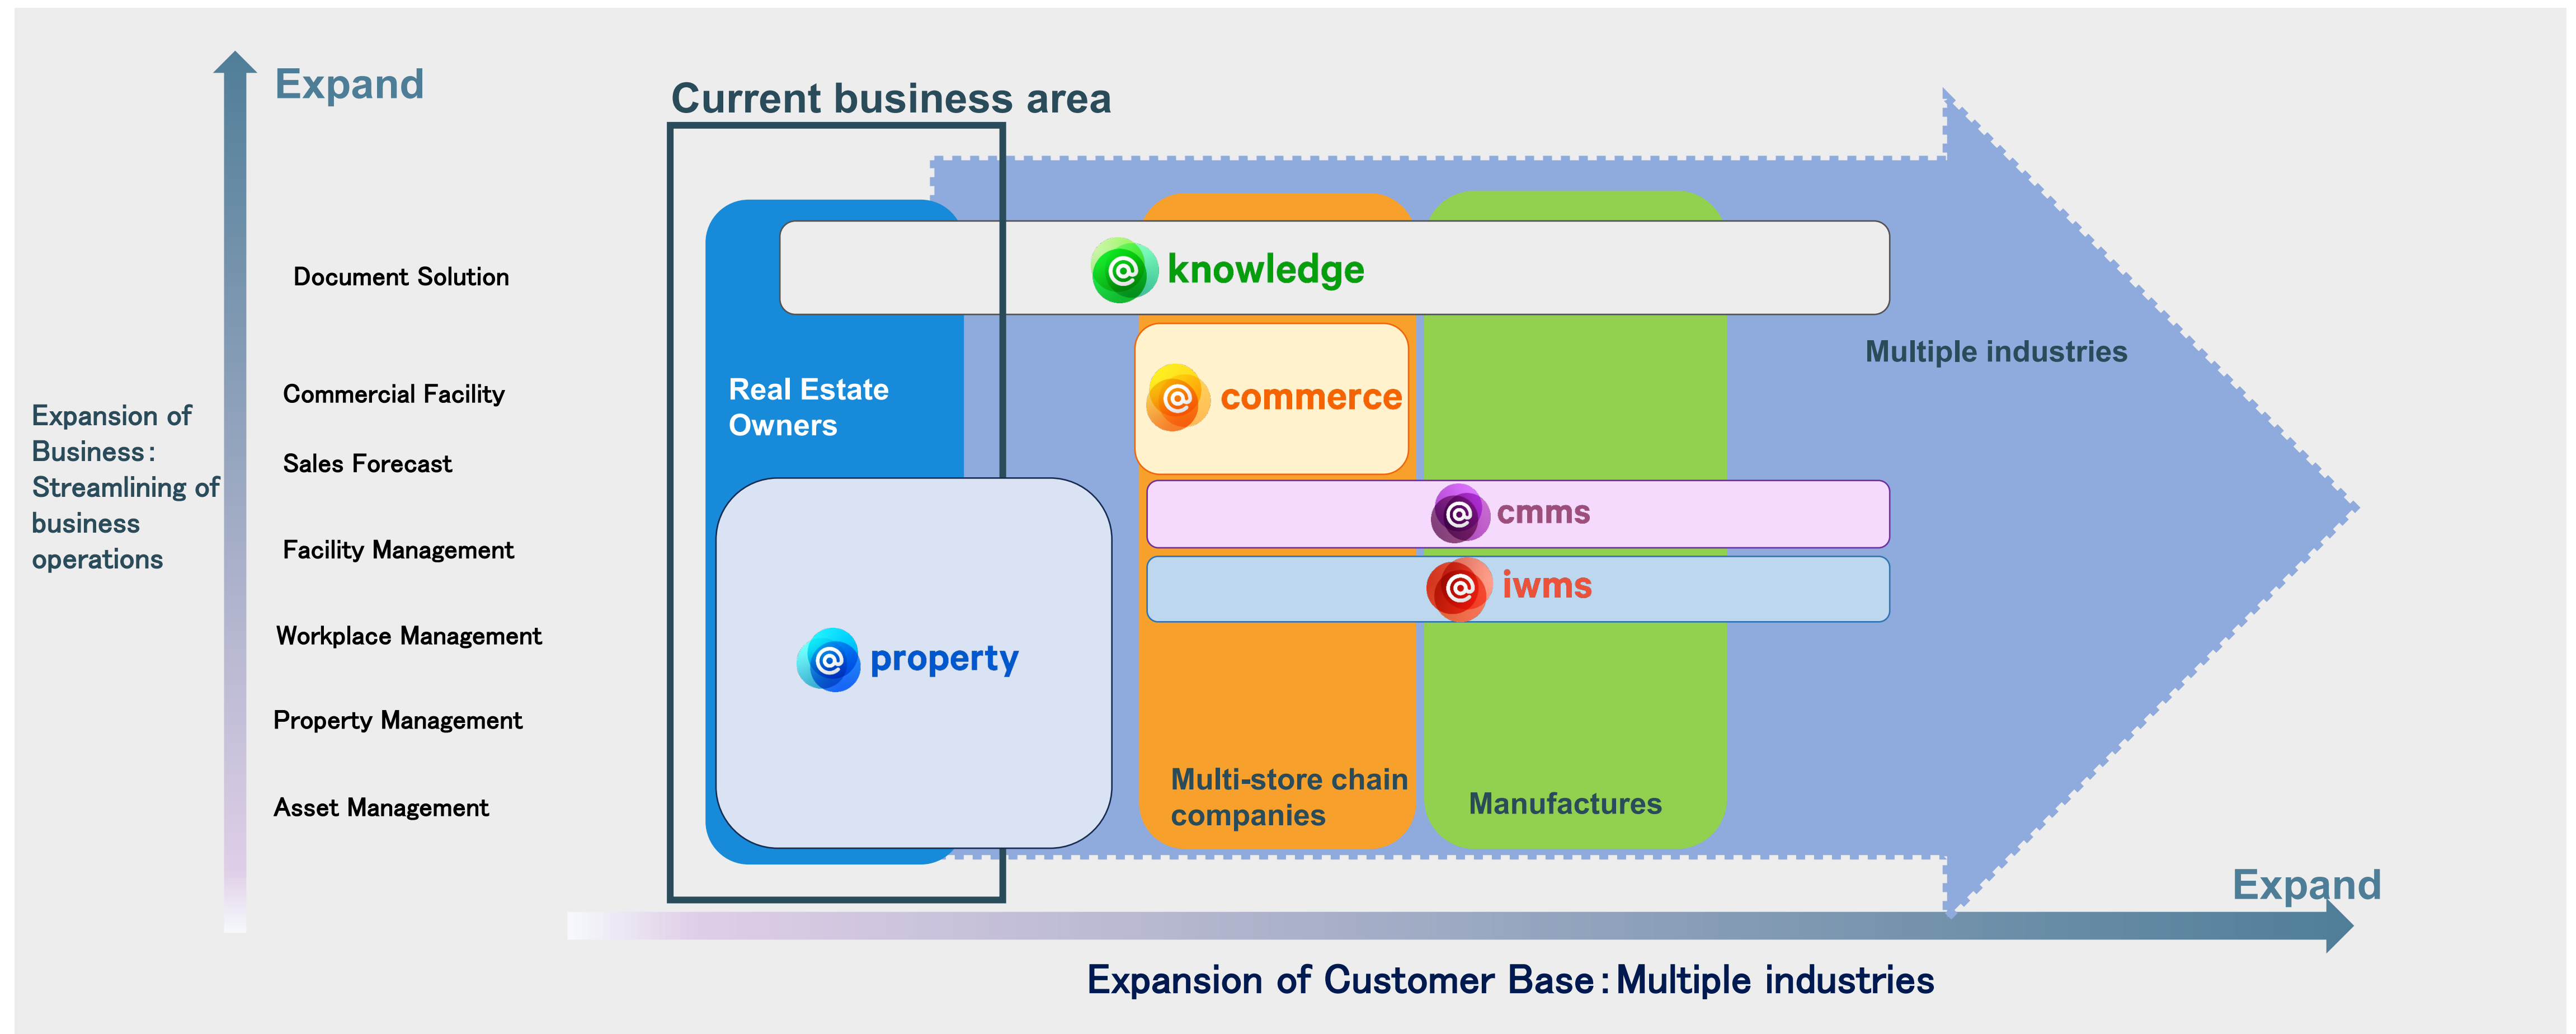 Expand
Current business area
Document Solution
@ knowledge
Multiple industries
Commercial Facility
Real Estate
Owners
@ commerce
Expansion of
Business:
Streamlining of
business
operations
Sales Forecast
@ cmms
Facility Management
@ iwms
Workplace Management
@ property
Property Management
Asset Management
Multi-store chain
companies
Manufactures
Expand
Expansion of Customer Base:Multiple industries